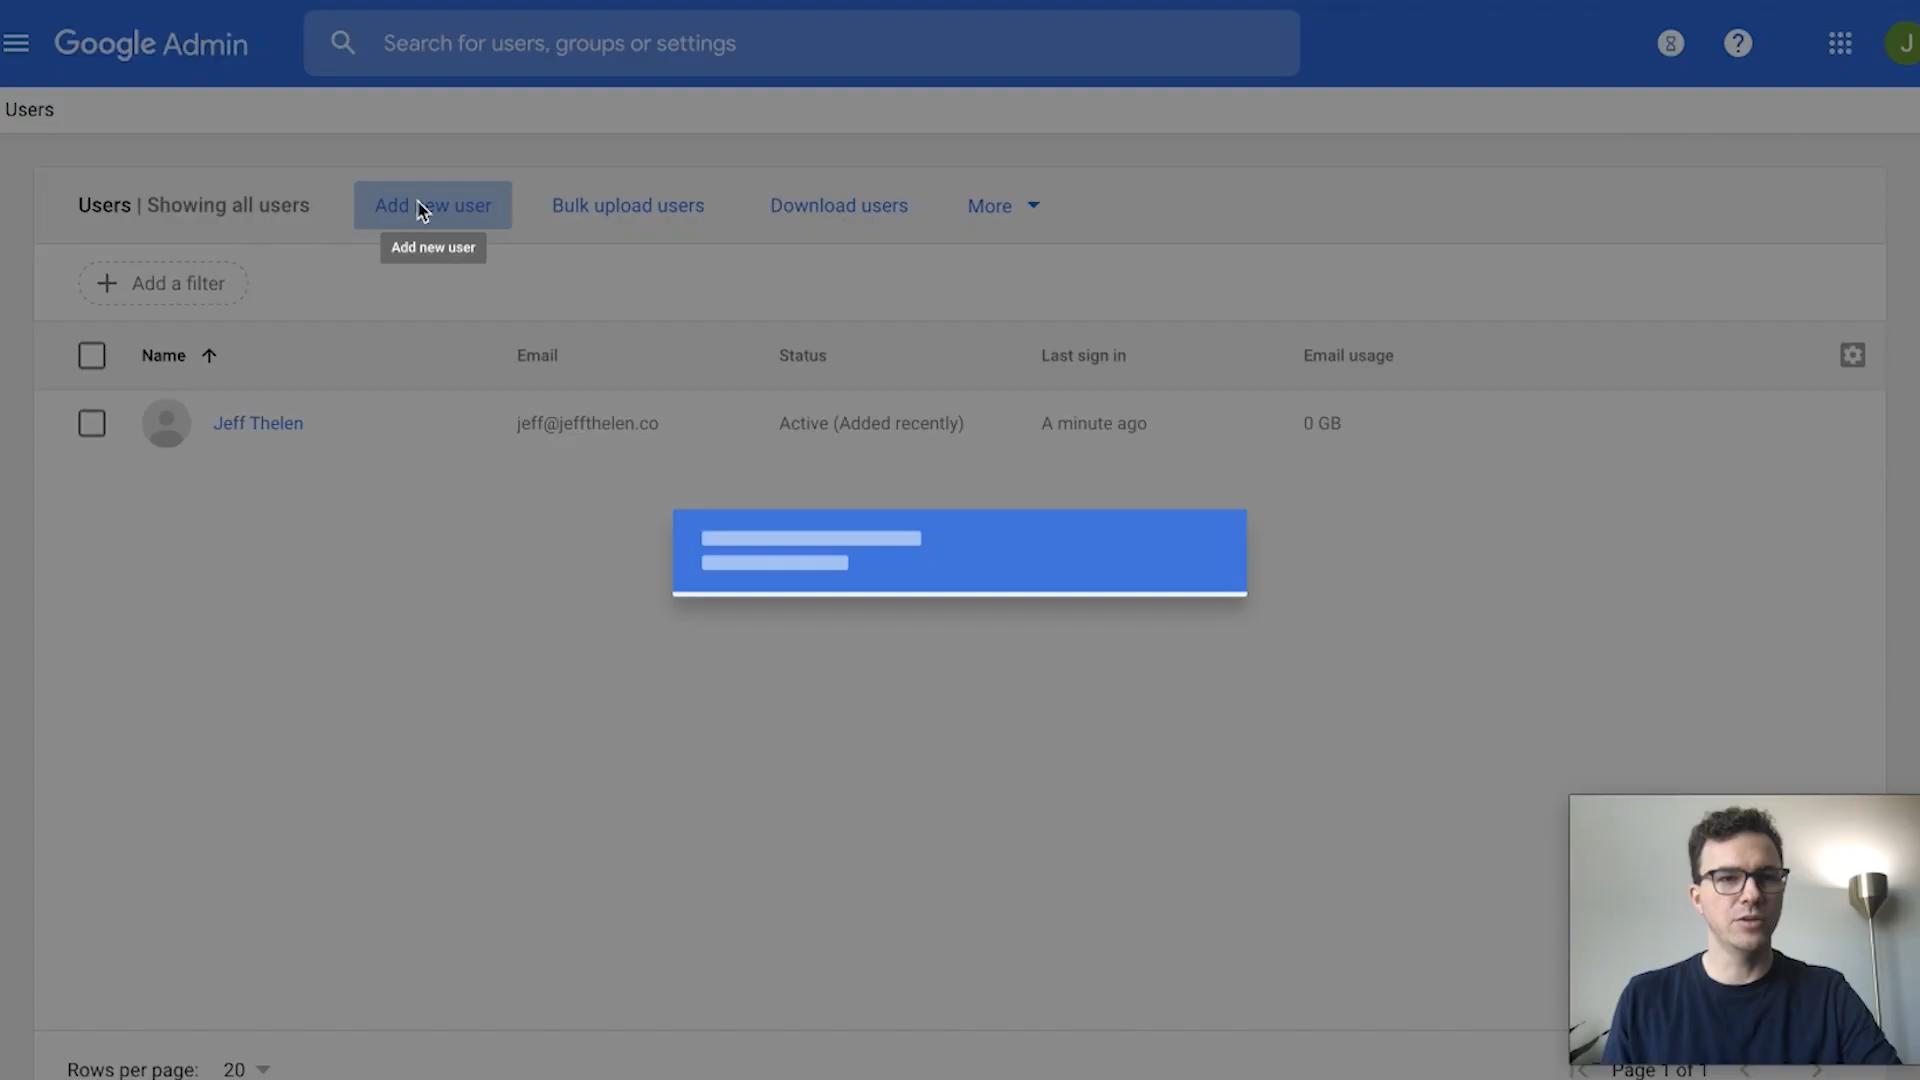 Google Admin
Search for users, groups or settings
?
J
Users
Users | Showing all users
Add new user
Bulk upload users
Download users
More
Add new user
Add a filter
Name
Email
Status
Last sign in
Email usage
Jeff Thelen
jeff@jeffthelen.co
Active (Added recently)
A minute ago
0 GB
Rows per page: 20
Page 1 of 1